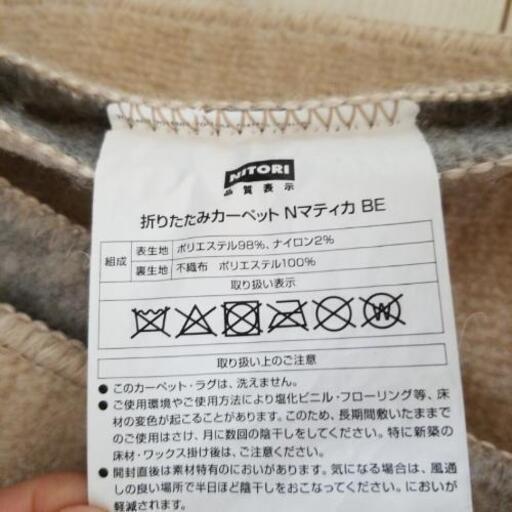 NITORI
品質表示
折りたたみカーペット Nマティカ BE
組成 表生地 ポリエステル98%、ナイロン2%
裏生地 不織布 ポリエステル100%
取り扱い表示
W
取り扱い上のご注意
●このカーペット・ラグは、洗えません。
●ご使用環境やご使用方法により塩化ビニル・フローリング等、床
材の変色が起こることがあります。このため、長期間敷いたままで
のご使用はさけ、月に数回の陰干しをしてください。特に新築の
床材・ワックス掛け後は、ご注意ください。
●開封直後は素材特有のにおいがあります。気になる場合は、風通
しの良い場所で半日ほど陰干しをおこなってください。においが
軽減されます。